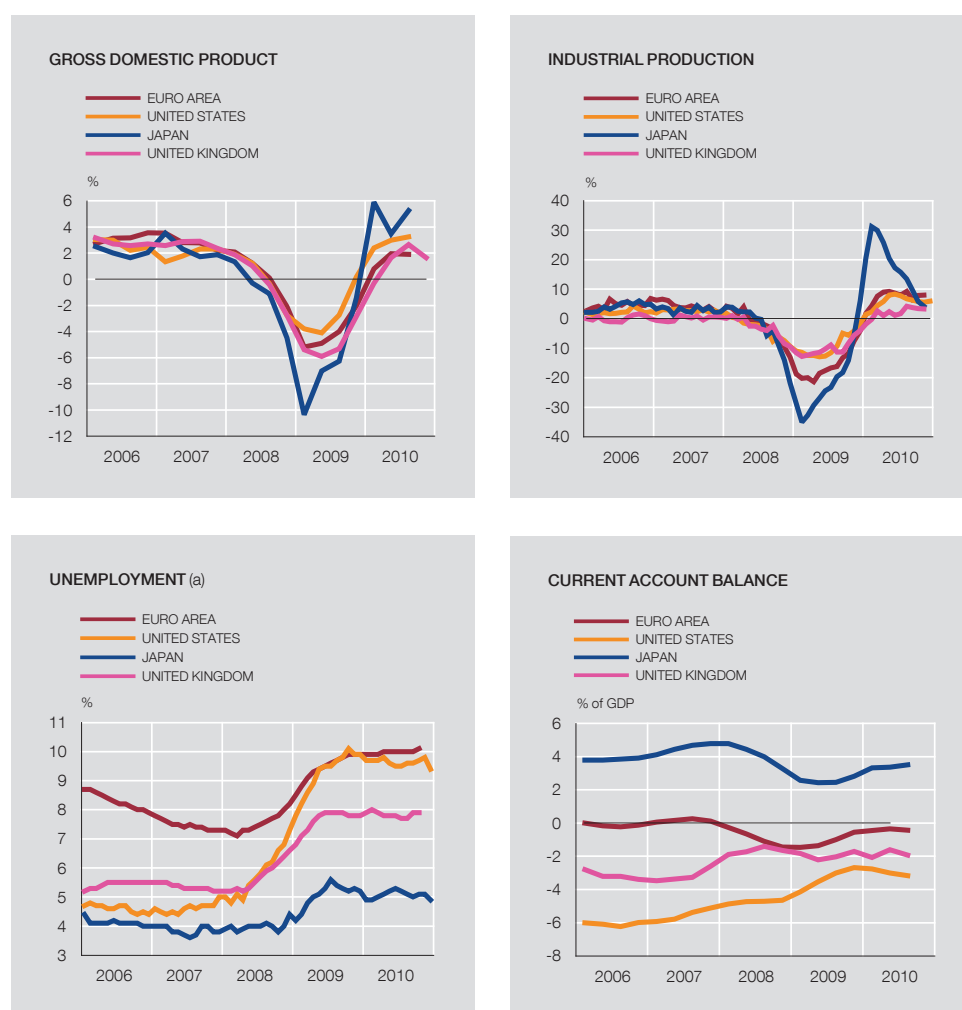 GROSS DOMESTIC PRODUCT
EURO AREA
UNITED STATES
JAPAN
UNITED KINGDOM
%
6
4
2
0
-2
-4
-6
-8
-10
-12
2006 2007 2008 2009 2010
INDUSTRIAL PRODUCTION
EURO AREA
UNITED STATES
JAPAN
UNITED KINGDOM
%
40
30
20
10
0
-10
-20
-30
-40
2006 2007 2008 2009 2010
UNEMPLOYMENT (a)
EURO AREA
UNITED STATES
JAPAN
UNITED KINGDOM
%
11
10
9
8
7
6
5
4
3
2006 2007 2008 2009 2010
CURRENT ACCOUNT BALANCE
EURO AREA
UNITED STATES
JAPAN
UNITED KINGDOM
% of GDP
6
4
2
0
-2
-4
-6
-8
2006 2007 2008 2009 2010